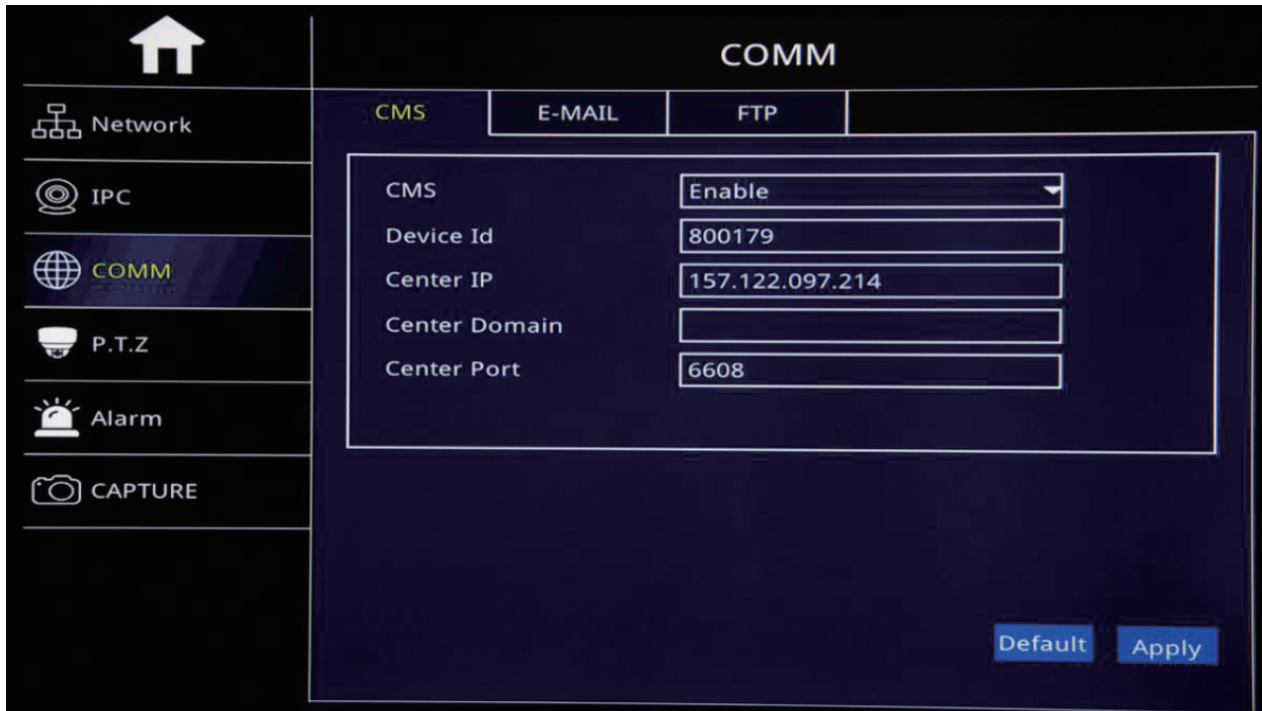 COMM
Network
IPC
COMM
P.T.Z
Alarm
CAPTURE
CMS E-MAIL FTP
CMS Enable
Device Id 800179
Center IP 157.122.097.214
Center Domain
Center Port 6608
Default Apply